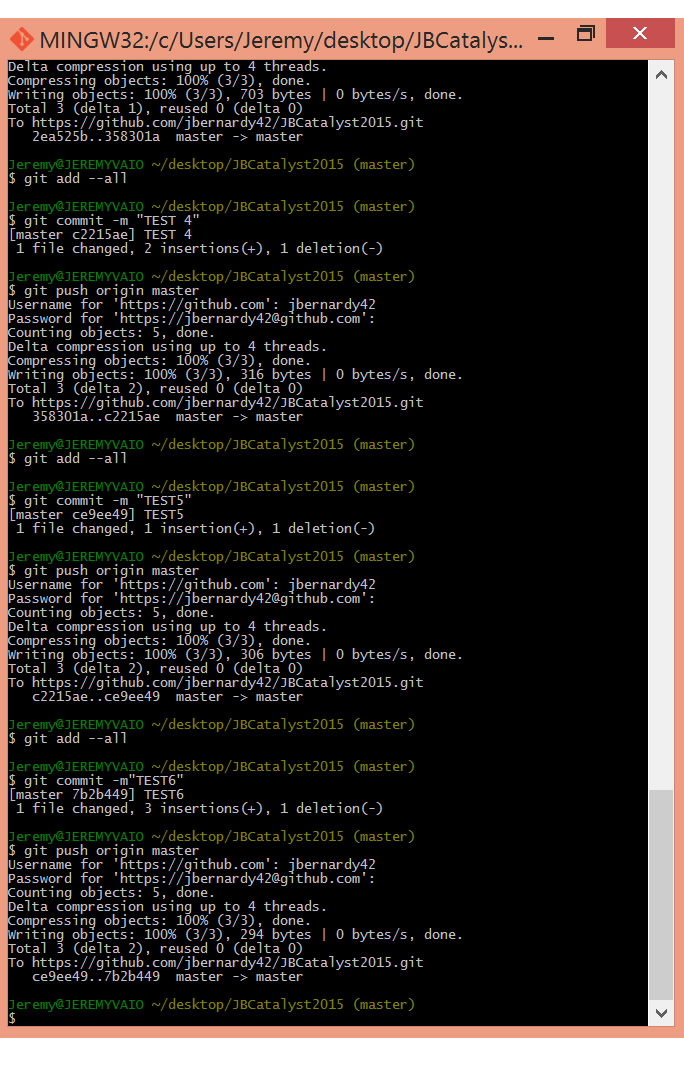 MINGW32:/c/Users/Jeremy/desktop/JBCatalys...
Delta compression using up to 4 threads.
Compressing objects: 100% (3/3), done.
Writing objects: 100% (3/3), 703 bytes | 0 bytes/s, done.
Total 3 (delta 1), reused 0 (delta 0)
To https://github.com/jbernardy42/JBCatalyst2015.git
   2ea525b..358301a  master -> master

Jeremy@JEREMYVAIO ~/desktop/JBCatalyst2015 (master)
$ git add --all

Jeremy@JEREMYVAIO ~/desktop/JBCatalyst2015 (master)
$ git commit -m "TEST 4"
[master c2215ae] TEST 4
 1 file changed, 2 insertions(+), 1 deletion(-)

Jeremy@JEREMYVAIO ~/desktop/JBCatalyst2015 (master)
$ git push origin master
Username for 'https://github.com': jbernardy42
Password for 'https://jbernardy42@github.com':
Counting objects: 5, done.
Delta compression using up to 4 threads.
Compressing objects: 100% (3/3), done.
Writing objects: 100% (3/3), 316 bytes | 0 bytes/s, done.
Total 3 (delta 2), reused 0 (delta 0)
To https://github.com/jbernardy42/JBCatalyst2015.git
   358301a..c2215ae  master -> master

Jeremy@JEREMYVAIO ~/desktop/JBCatalyst2015 (master)
$ git add --all

Jeremy@JEREMYVAIO ~/desktop/JBCatalyst2015 (master)
$ git commit -m "TEST5"
[master ce9ee49] TEST5
 1 file changed, 1 insertion(+), 1 deletion(-)

Jeremy@JEREMYVAIO ~/desktop/JBCatalyst2015 (master)
$ git push origin master
Username for 'https://github.com': jbernardy42
Password for 'https://jbernardy42@github.com':
Counting objects: 5, done.
Delta compression using up to 4 threads.
Compressing objects: 100% (3/3), done.
Writing objects: 100% (3/3), 306 bytes | 0 bytes/s, done.
Total 3 (delta 2), reused 0 (delta 0)
To https://github.com/jbernardy42/JBCatalyst2015.git
   c2215ae..ce9ee49  master -> master

Jeremy@JEREMYVAIO ~/desktop/JBCatalyst2015 (master)
$ git add --all

Jeremy@JEREMYVAIO ~/desktop/JBCatalyst2015 (master)
$ git commit -m"TEST6"
[master 7b2b449] TEST6
 1 file changed, 3 insertions(+), 1 deletion(-)

Jeremy@JEREMYVAIO ~/desktop/JBCatalyst2015 (master)
$ git push origin master
Username for 'https://github.com': jbernardy42
Password for 'https://jbernardy42@github.com':
Counting objects: 5, done.
Delta compression using up to 4 threads.
Compressing objects: 100% (3/3), done.
Writing objects: 100% (3/3), 294 bytes | 0 bytes/s, done.
Total 3 (delta 2), reused 0 (delta 0)
To https://github.com/jbernardy42/JBCatalyst2015.git
   ce9ee49..7b2b449  master -> master

Jeremy@JEREMYVAIO ~/desktop/JBCatalyst2015 (master)
$